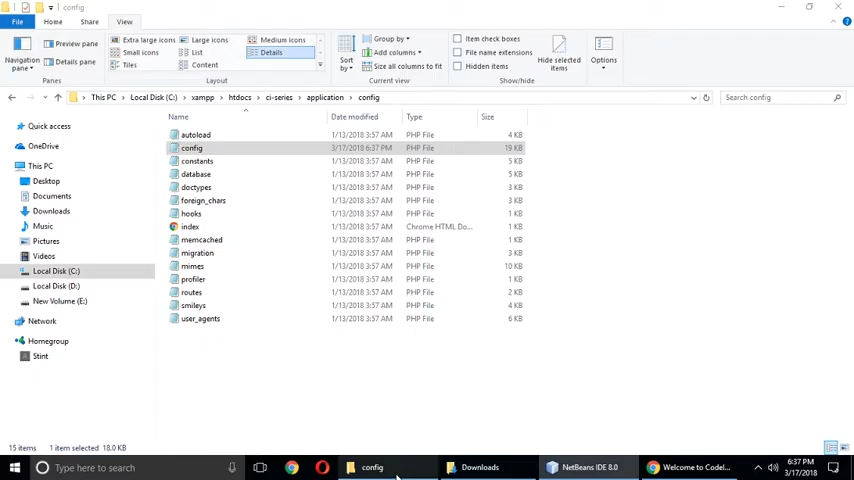 config
File Home Share View
Preview pane
Details pane
Navigation pane
Panes
Extra large icons Large icons Medium icons
Small icons List Details
Tiles Content
Layout
Sort by
Group by
Add columns
Size all columns to fit
Current view
Item check boxes
File name extensions
Hidden items
Hide selected items
Show/hide
Options
This PC Local Disk (C:) xampp htdocs ci-series application config
Search config
Quick access
OneDrive
This PC
Desktop
Documents
Downloads
Music
Pictures
Videos
Local Disk (C:)
Local Disk (D:)
New Volume (E:)
Network
Homegroup
Stint
Name Date modified Type Size
autoload 1/13/2018 3:57 AM PHP File 4 KB
config 3/17/2018 6:37 PM PHP File 19 KB
constants 1/13/2018 3:57 AM PHP File 5 KB
database 1/13/2018 3:57 AM PHP File 5 KB
doctypes 1/13/2018 3:57 AM PHP File 3 KB
foreign_chars 1/13/2018 3:57 AM PHP File 3 KB
hooks 1/13/2018 3:57 AM PHP File 1 KB
index 1/13/2018 3:57 AM Chrome HTML Do... 1 KB
memcached 1/13/2018 3:57 AM PHP File 1 KB
migration 1/13/2018 3:57 AM PHP File 3 KB
mimes 1/13/2018 3:57 AM PHP File 10 KB
profiler 1/13/2018 3:57 AM PHP File 1 KB
routes 1/13/2018 3:57 AM PHP File 2 KB
smileys 1/13/2018 3:57 AM PHP File 4 KB
user_agents 1/13/2018 3:57 AM PHP File 6 KB
15 items 1 item selected 18.0 KB
Type here to search
config
Downloads
NetBeans IDE 8.0
Welcome to CodeI...
6:37 PM
3/17/2018